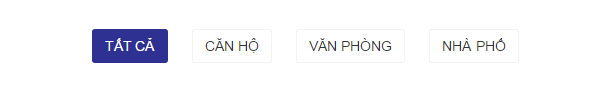 TẤT CẢ CĂN HỘ VĂN PHÒNG NHÀ PHỐ